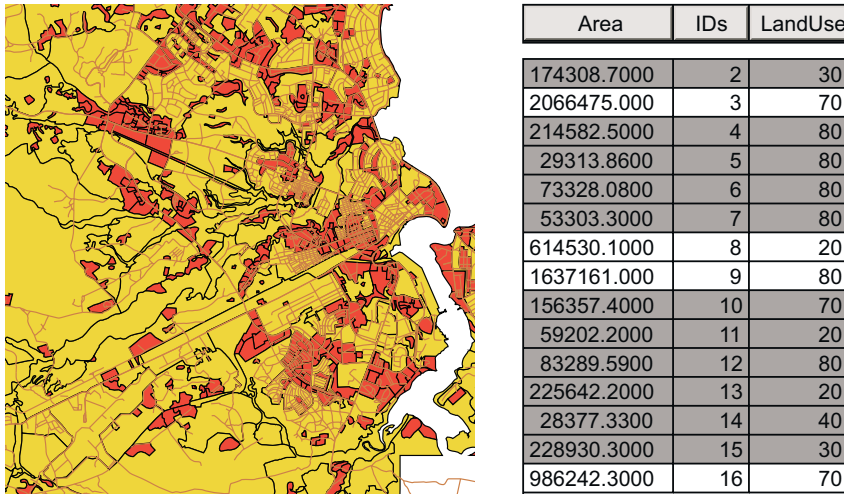 Area IDs LandUse
174308.7000 2 30
2066475.000 3 70
214582.5000 4 80
29313.8600 5 80
73328.0800 6 80
53303.3000 7 80
614530.1000 8 20
1637161.000 9 80
156357.4000 10 70
59202.2000 11 20
83289.5900 12 80
225642.2000 13 20
28377.3300 14 40
228930.3000 15 30
986242.3000 16 70